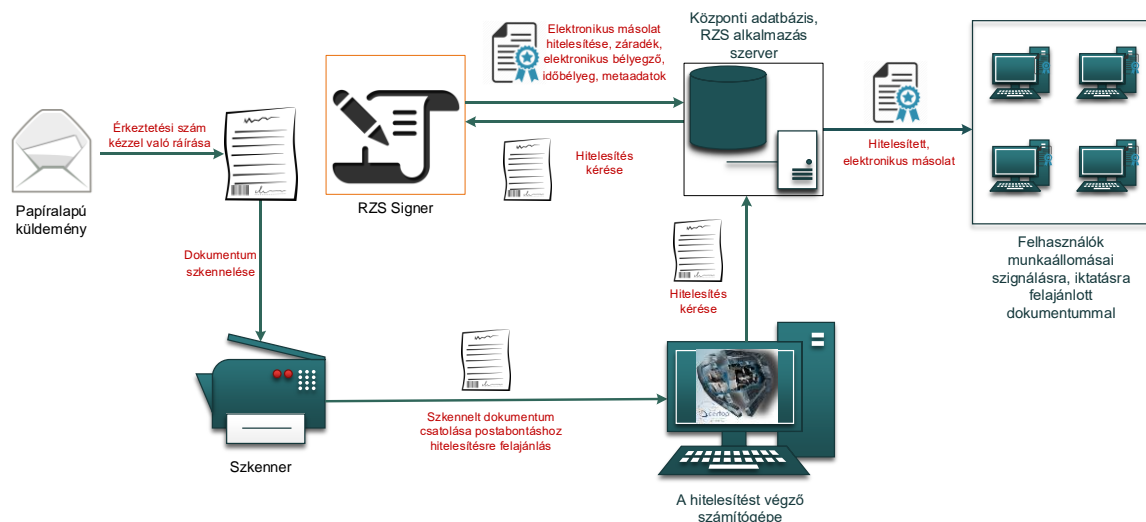 Elektronikus másolat
hitelesítése, záradék,
elektronikus bélyegző,
időbélyeg, metaadatok
Központi adatbázis,
RZS alkalmazás
szerver
Érkeztetési szám
kézzel való ráírása
Hitelesítés
kérése
Hitelesített,
elektronikus másolat
Papíralapú
küldemény
RZS Signer
Dokumentum
szkennelése
Felhasználók
munkaállomásai
szignálásra, iktatásra
felajánlott
dokumentummal
Hitelesítés
kérése
Szkennelt dokumentum
csatolása postabontáshoz
hitelesítésre felajánlás
certop
Szkenner
A hitelesítést végző
számítógépe